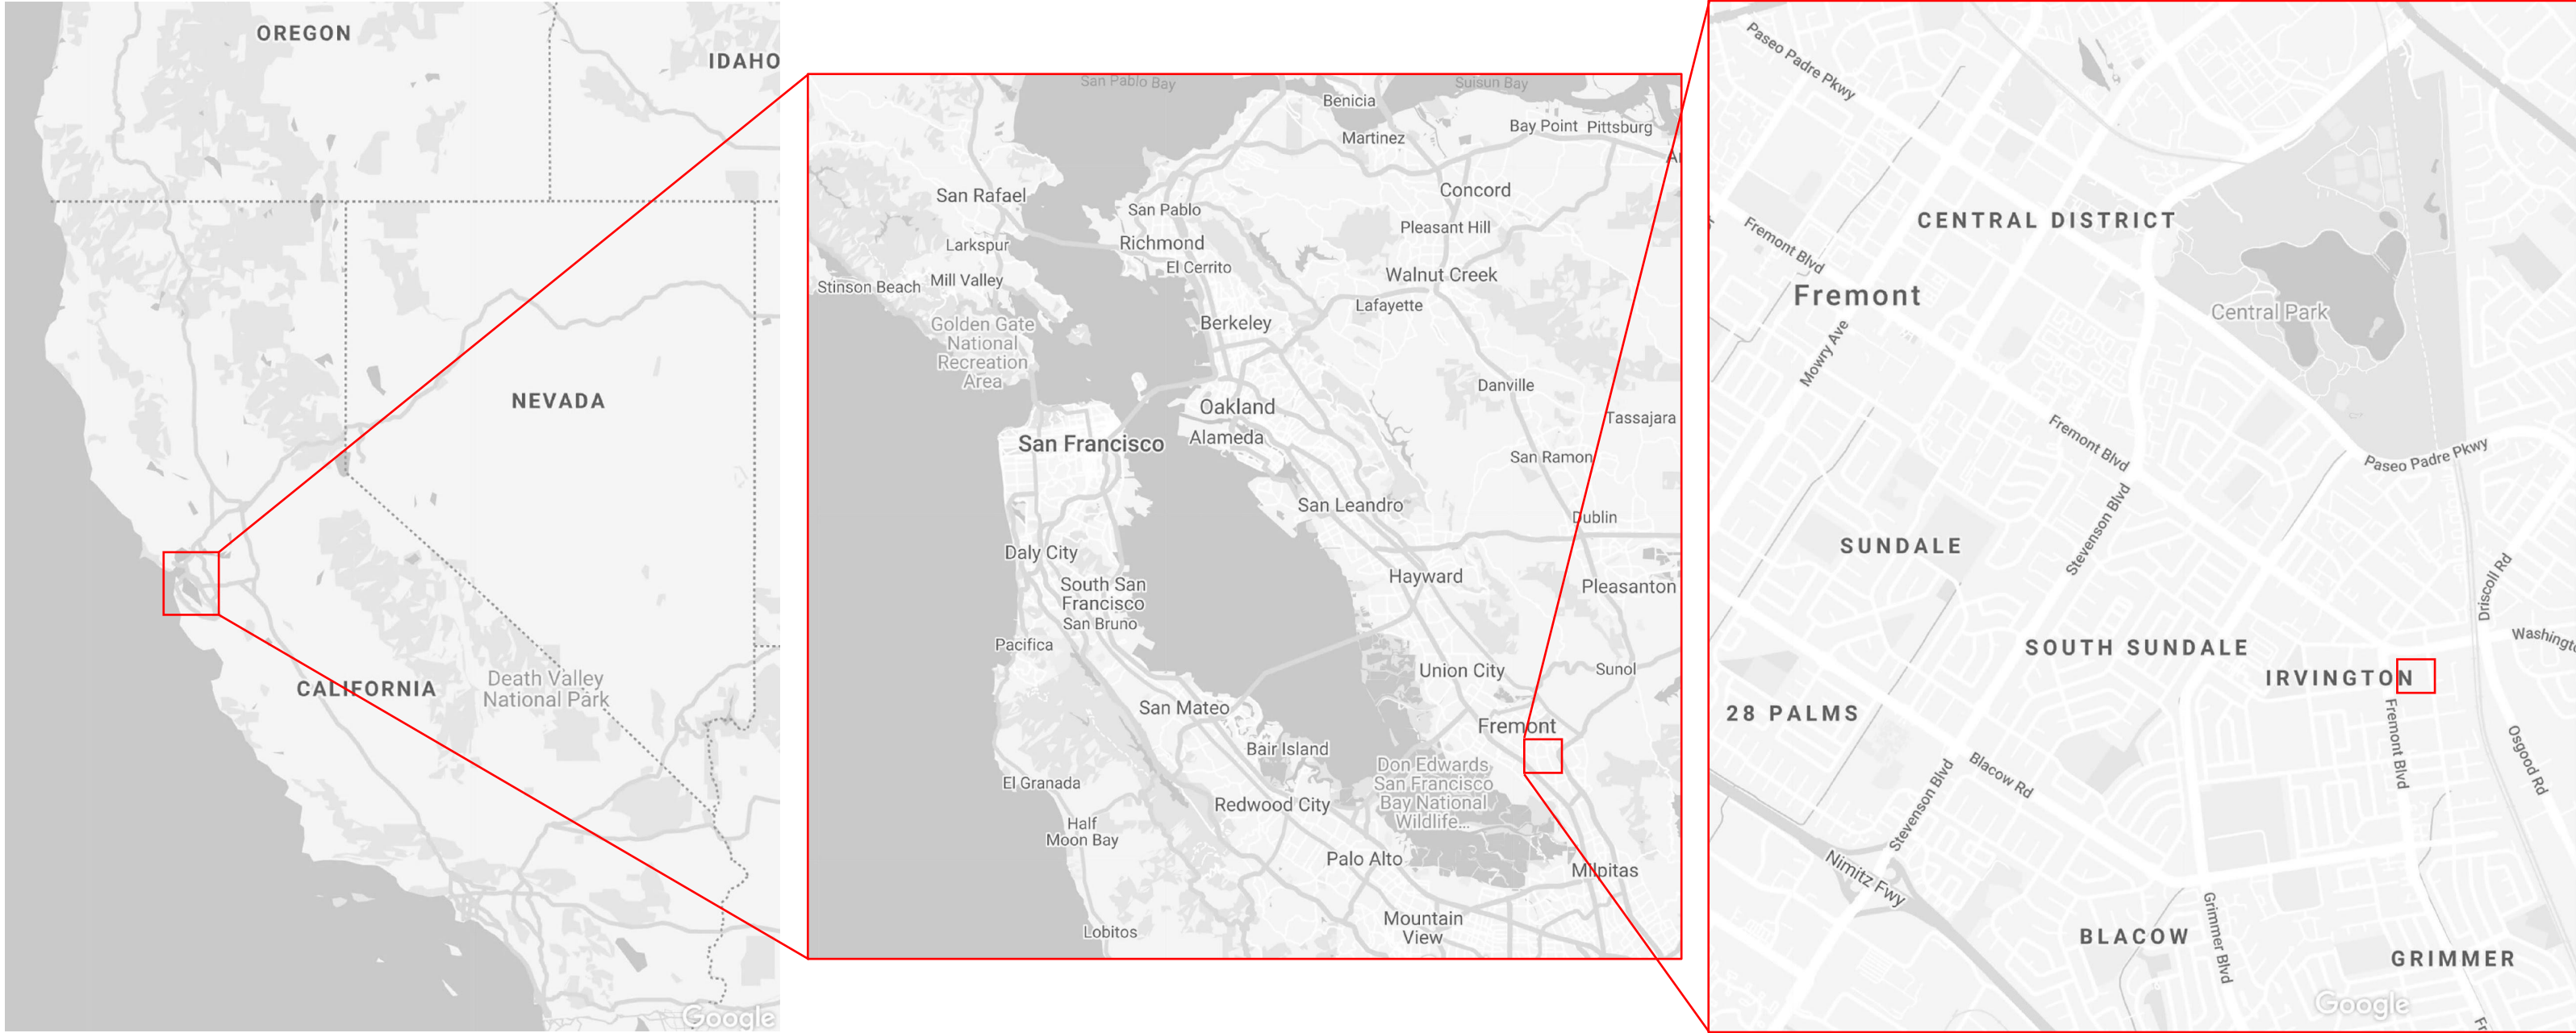 OREGON
IDAHO
NEVADA
CALIFORNIA
Death Valley
National Park
Google
San Pablo Bay
Suisun Bay
Benicia
Martinez
Bay Point
Pittsburg
San Rafael
Concord
San Pablo
Pleasant Hill
Larkspur
Richmond
El Cerrito
Walnut Creek
Stinson Beach
Mill Valley
Lafayette
Golden Gate
National
Recreation
Area
Berkeley
Danville
Oakland
Tassajara
Alameda
San Francisco
San Ramon
San Leandro
Dublin
Daly City
Hayward
South San
Francisco
Pleasanton
San Bruno
Pacifica
Union City
Sunol
San Mateo
Fremont
Bair Island
Don Edwards
San Francisco
Bay National
Wildlife...
El Granada
Redwood City
Half
Moon Bay
Palo Alto
Milpitas
Mountain
View
Lobitos
Paseo Padre Pkwy
CENTRAL DISTRICT
Fremont Blvd
Fremont
Central Park
Mowry Ave
Fremont Blvd
Paseo Padre Pkwy
Stevenson Blvd
SUNDALE
Driscoll Rd
Washingt
SOUTH SUNDALE
IRVINGTON
28 PALMS
Fremont Blvd
Osgood Rd
Blacow Rd
Stevenson Blvd
Nimitz Fwy
Grimmer Blvd
BLACOW
GRIMMER
Google
Fr